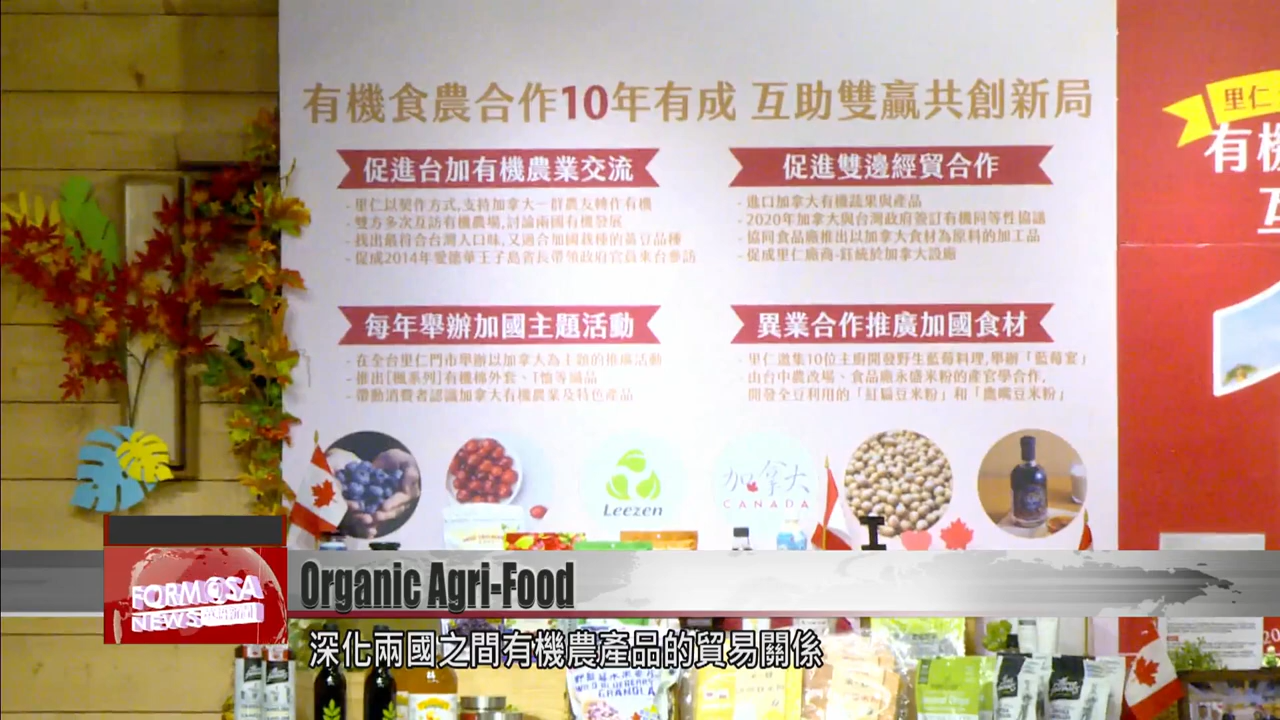 有機食農合作10年有成 互助雙贏共創新局
促進台加有機農業交流
- 里仁以契作方式,支持加拿大一群農友轉作有機
- 雙方多次互訪有機農場,討論兩國有機發展
- 找出最符合台灣人口味,又適合加國栽種的黃豆品種
- 促成2014年愛德華王子島省長帶領政府官員來台參訪
促進雙邊經貿合作
- 進口加拿大有機蔬果與產品
- 2020年加拿大與台灣政府簽訂有機同等性協議
- 協同食品廠推出以加拿大食材為原料的加工品
- 促成里仁廠商-鈺統於加拿大設廠
每年舉辦加國主題活動
- 在全台里仁門市舉辦以加拿大為主題的推廣活動
- 推出[楓系列]有機棉外套、T恤等織品
- 帶動消費者認識加拿大有機農業及特色產品
異業合作推廣加國食材
- 里仁邀集10位主廚開發野生藍莓料理,舉辦「藍莓宴」
- 由台中農改場、食品廠永盛米粉的產官學合作,
開發全豆利用的「紅扁豆米粉」和「鷹嘴豆米粉」
里仁
有機
互
Leezen
加拿大
CANADA
FORMOSA
NEWS
Organic Agri-Food
深化兩國之間有機農產品的貿易關係
WILD BLUEBERRY
GRANOLA